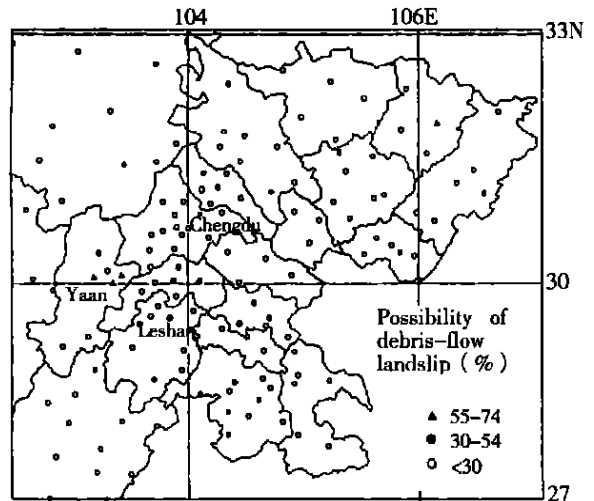 104 106E
33N
Chengdu
30
Yaan
Leshan
Possibility of
debris-flow
landslip (%)
55-74
30-54
<30
27